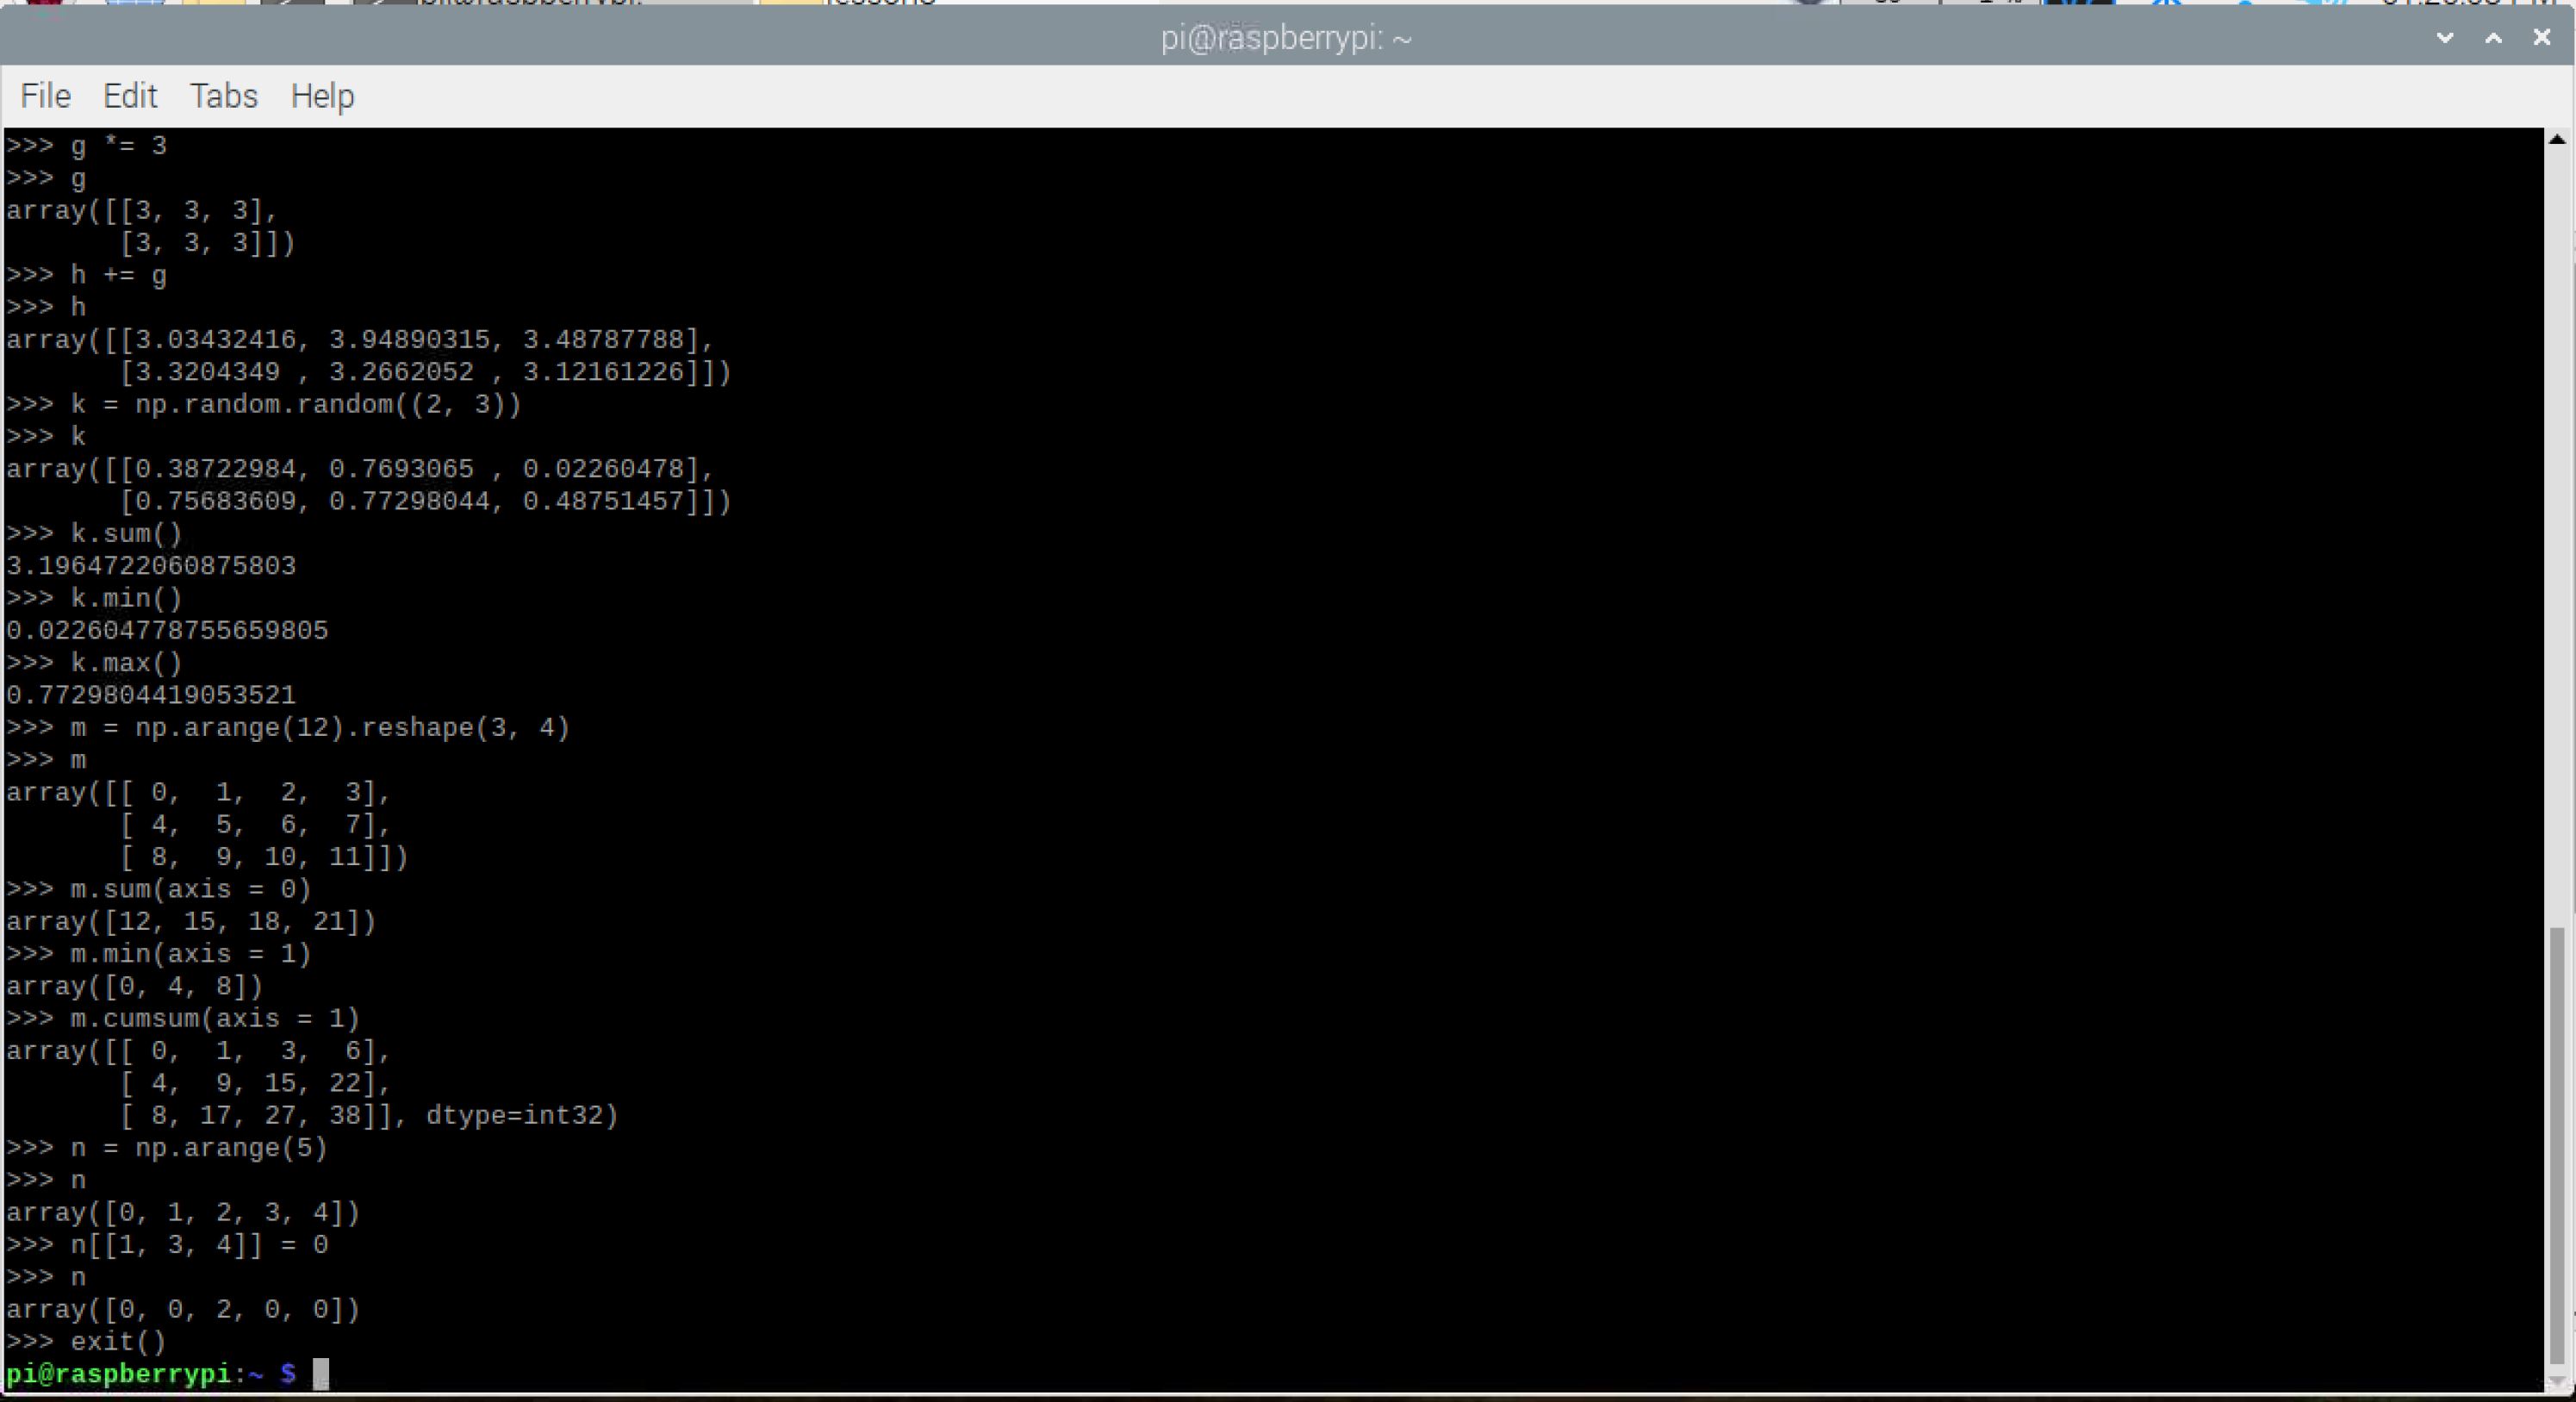 pi@raspberrypi: ~
File Edit Tabs Help
>>> g *= 3
>>> g
array([[3, 3, 3],
       [3, 3, 3]])
>>> h += g
>>> h
array([[3.03432416, 3.94890315, 3.48787788],
       [3.3204349 , 3.2662052 , 3.12161226]])
>>> k = np.random.random((2, 3))
>>> k
array([[0.38722984, 0.7693065 , 0.02260478],
       [0.75683609, 0.77298044, 0.48751457]])
>>> k.sum()
3.1964722060875803
>>> k.min()
0.022604778755659805
>>> k.max()
0.7729804419053521
>>> m = np.arange(12).reshape(3, 4)
>>> m
array([[ 0,  1,  2,  3],
       [ 4,  5,  6,  7],
       [ 8,  9, 10, 11]])
>>> m.sum(axis = 0)
array([12, 15, 18, 21])
>>> m.min(axis = 1)
array([0, 4, 8])
>>> m.cumsum(axis = 1)
array([[ 0,  1,  3,  6],
       [ 4,  9, 15, 22],
       [ 8, 17, 27, 38]], dtype=int32)
>>> n = np.arange(5)
>>> n
array([0, 1, 2, 3, 4])
>>> n[[1, 3, 4]] = 0
>>> n
array([0, 0, 2, 0, 0])
>>> exit()
pi@raspberrypi:~ $